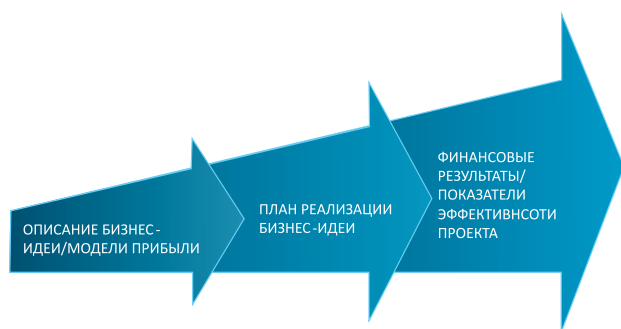 ОПИСАНИЕ БИЗНЕС-
ИДЕИ/МОДЕЛИ ПРИБЫЛИ
ПЛАН РЕАЛИЗАЦИИ
БИЗНЕС-ИДЕИ
ФИНАНСОВЫЕ
РЕЗУЛЬТАТЫ/
ПОКАЗАТЕЛИ
ЭФФЕКТИВНСОТИ
ПРОЕКТА